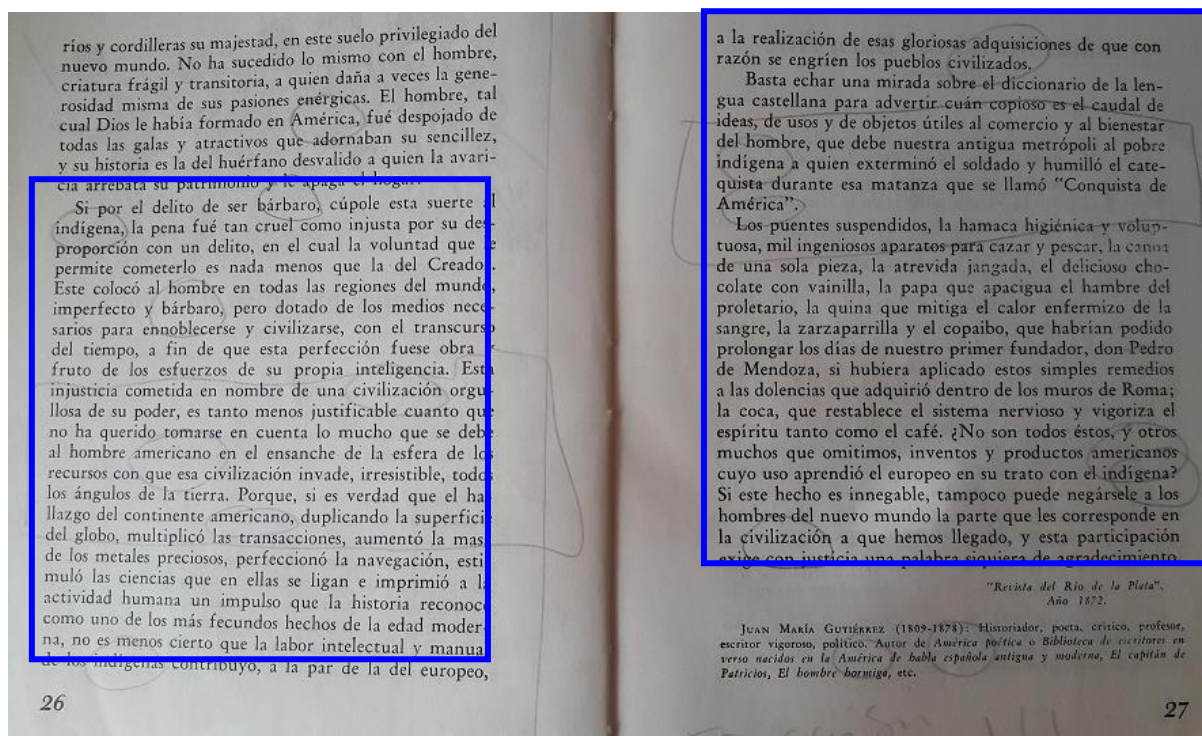 ríos y cordilleras su majestad, en este suelo privilegiado del
nuevo mundo. No ha sucedido lo mismo con el hombre,
criatura frágil y transitoria, a quien daña a veces la gene-
rosidad misma de sus pasiones enérgicas. El hombre, tal
cual Dios le había formado en América, fué despojado de
todas las galas y atractivos que adornaban su sencillez,
y su historia es la del huérfano desvalido a quien la avari-
cia arrebata su patrimonio y le apaga el hogar.
Si por el delito de ser bárbaro, cúpole esta suerte al
indígena, la pena fué tan cruel como injusta por su des-
proporción con un delito, en el cual la voluntad que le
permite cometerlo es nada menos que la del Creador.
Este colocó al hombre en todas las regiones del mundo,
imperfecto y bárbaro, pero dotado de los medios nece-
sarios para ennoblecerse y civilizarse, con el transcurso
del tiempo, a fin de que esta perfección fuese obra y
fruto de los esfuerzos de su propia inteligencia. Esta
injusticia cometida en nombre de una civilización orgu-
llosa de su poder, es tanto menos justificable cuanto que
no ha querido tomarse en cuenta lo mucho que se debe
al hombre americano en el ensanche de la esfera de los
recursos con que esa civilización invade, irresistible, todos
los ángulos de la tierra. Porque, si es verdad que el ha-
llazgo del continente americano, duplicando la superficie
del globo, multiplicó las transacciones, aumentó la masa
de los metales preciosos, perfeccionó la navegación, esti-
muló las ciencias que en ellas se ligan e imprimió a la
actividad humana un impulso que la historia reconoce
como uno de los más fecundos hechos de la edad moder-
na, no es menos cierto que la labor intelectual y manual
de los indígenas contribuyo, a la par de la del europeo,
26
a la realización de esas gloriosas adquisiciones de que con
razón se engríen los pueblos civilizados.
Basta echar una mirada sobre el diccionario de la len-
gua castellana para advertir cuán copioso es el caudal de
ideas, de usos y de objetos útiles al comercio y al bienestar
del hombre, que debe nuestra antigua metrópoli al pobre
indígena a quien exterminó el soldado y humilló el cate-
quista durante esa matanza que se llamó "Conquista de
América".
Los puentes suspendidos, la hamaca higiénica y volup-
tuosa, mil ingeniosos aparatos para cazar y pescar, la canoa
de una sola pieza, la atrevida jangada, el delicioso cho-
colate con vainilla, la papa que apacigua el hambre del
proletario, la quina que mitiga el calor enfermizo de la
sangre, la zarzaparrilla y el copaibo, que habrían podido
prolongar los días de nuestro primer fundador, don Pedro
de Mendoza, si hubiera aplicado estos simples remedios
a las dolencias que adquirió dentro de los muros de Roma;
la coca, que restablece el sistema nervioso y vigoriza el
espíritu tanto como el café. ¿No son todos éstos, y otros
muchos que omitimos, inventos y productos americanos
cuyo uso aprendió el europeo en su trato con el indígena?
Si este hecho es innegable, tampoco puede negársele a los
hombres del nuevo mundo la parte que les corresponde en
la civilización a que hemos llegado, y esta participación
exige con justicia una palabra siquiera de agradecimiento.
"Revista del Río de la Plata".
Año 1872.
JUAN MARÍA GUTIÉRREZ (1809-1878): Historiador, poeta, crítico, profesor,
escritor vigoroso, político. Autor de América poética o Biblioteca de escritores en
verso nacidos en la América de habla española antigua y moderna, El capitán de
Patricios, El hombre hormiga, etc.
27